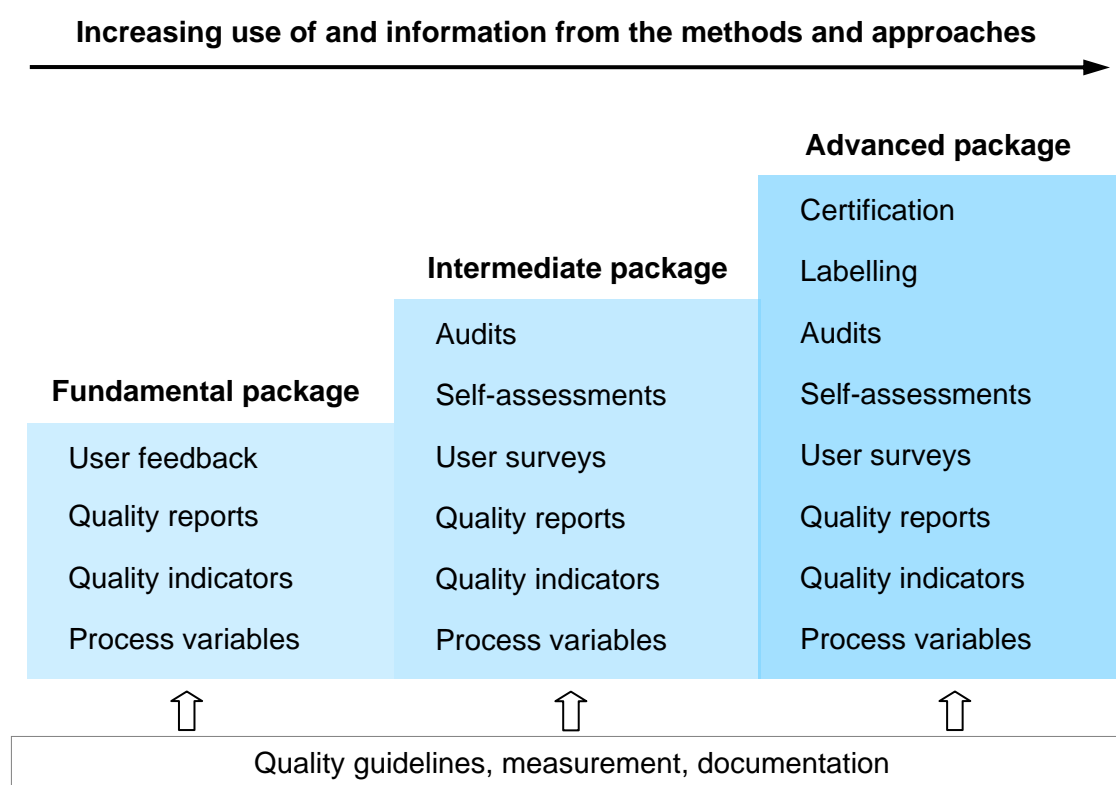 Increasing use of and information from the methods and approaches
Fundamental package
User feedback
Quality reports
Quality indicators
Process variables
Intermediate package
Audits
Self-assessments
User surveys
Quality reports
Quality indicators
Process variables
Advanced package
Certification
Labelling
Audits
Self-assessments
User surveys
Quality reports
Quality indicators
Process variables
Quality guidelines, measurement, documentation